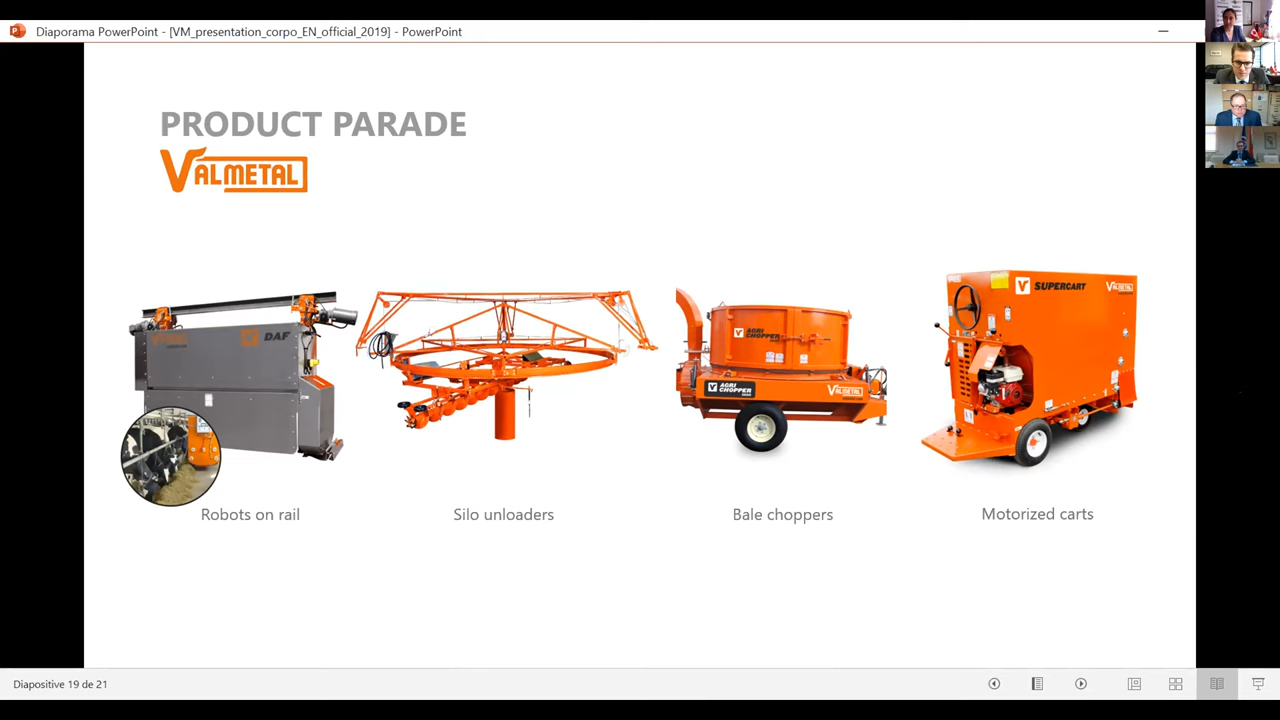 Diaporama PowerPoint - [VM_presentation_corpo_EN_official_2019] - PowerPoint
PRODUCT PARADE
VALMETAL
DAF
AGRI CHOPPER
AGRI CHOPPER
VALMETAL
SUPERCART
VALMETAL
Robots on rail
Silo unloaders
Bale choppers
Motorized carts
Diapositive 19 de 21